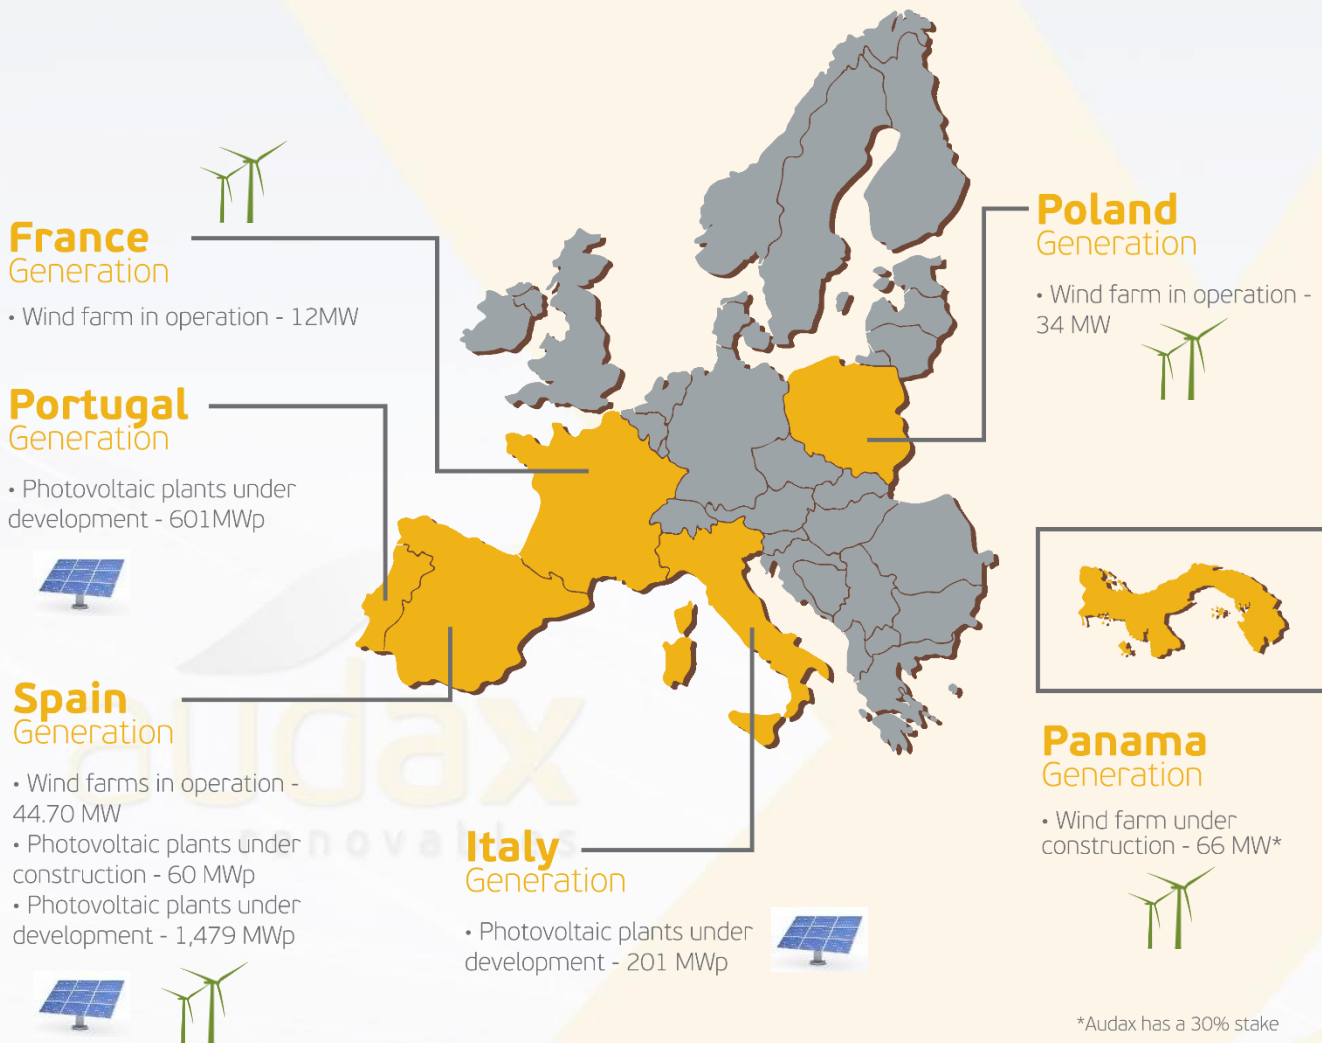 France
Generation
• Wind farm in operation - 12MW
Portugal
Generation
• Photovoltaic plants under
development - 601MWp
Spain
Generation
• Wind farms in operation -
44.70 MW
• Photovoltaic plants under
construction - 60 MWp
• Photovoltaic plants under
development - 1,479 MWp
audax
renovables
Italy
Generation
• Photovoltaic plants under
development - 201 MWp
Poland
Generation
• Wind farm in operation -
34 MW
Panama
Generation
• Wind farm under
construction - 66 MW*
*Audax has a 30% stake